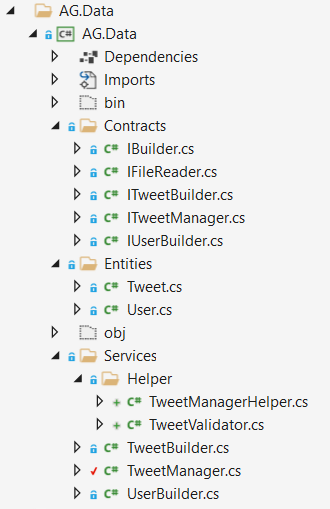 AG.Data
C# AG.Data
Dependencies
Imports
bin
Contracts
C# IBuilder.cs
C# IFileReader.cs
C# ITweetBuilder.cs
C# ITweetManager.cs
C# IUserBuilder.cs
Entities
C# Tweet.cs
C# User.cs
obj
Services
Helper
C# TweetManagerHelper.cs
C# TweetValidator.cs
C# TweetBuilder.cs
C# TweetManager.cs
C# UserBuilder.cs